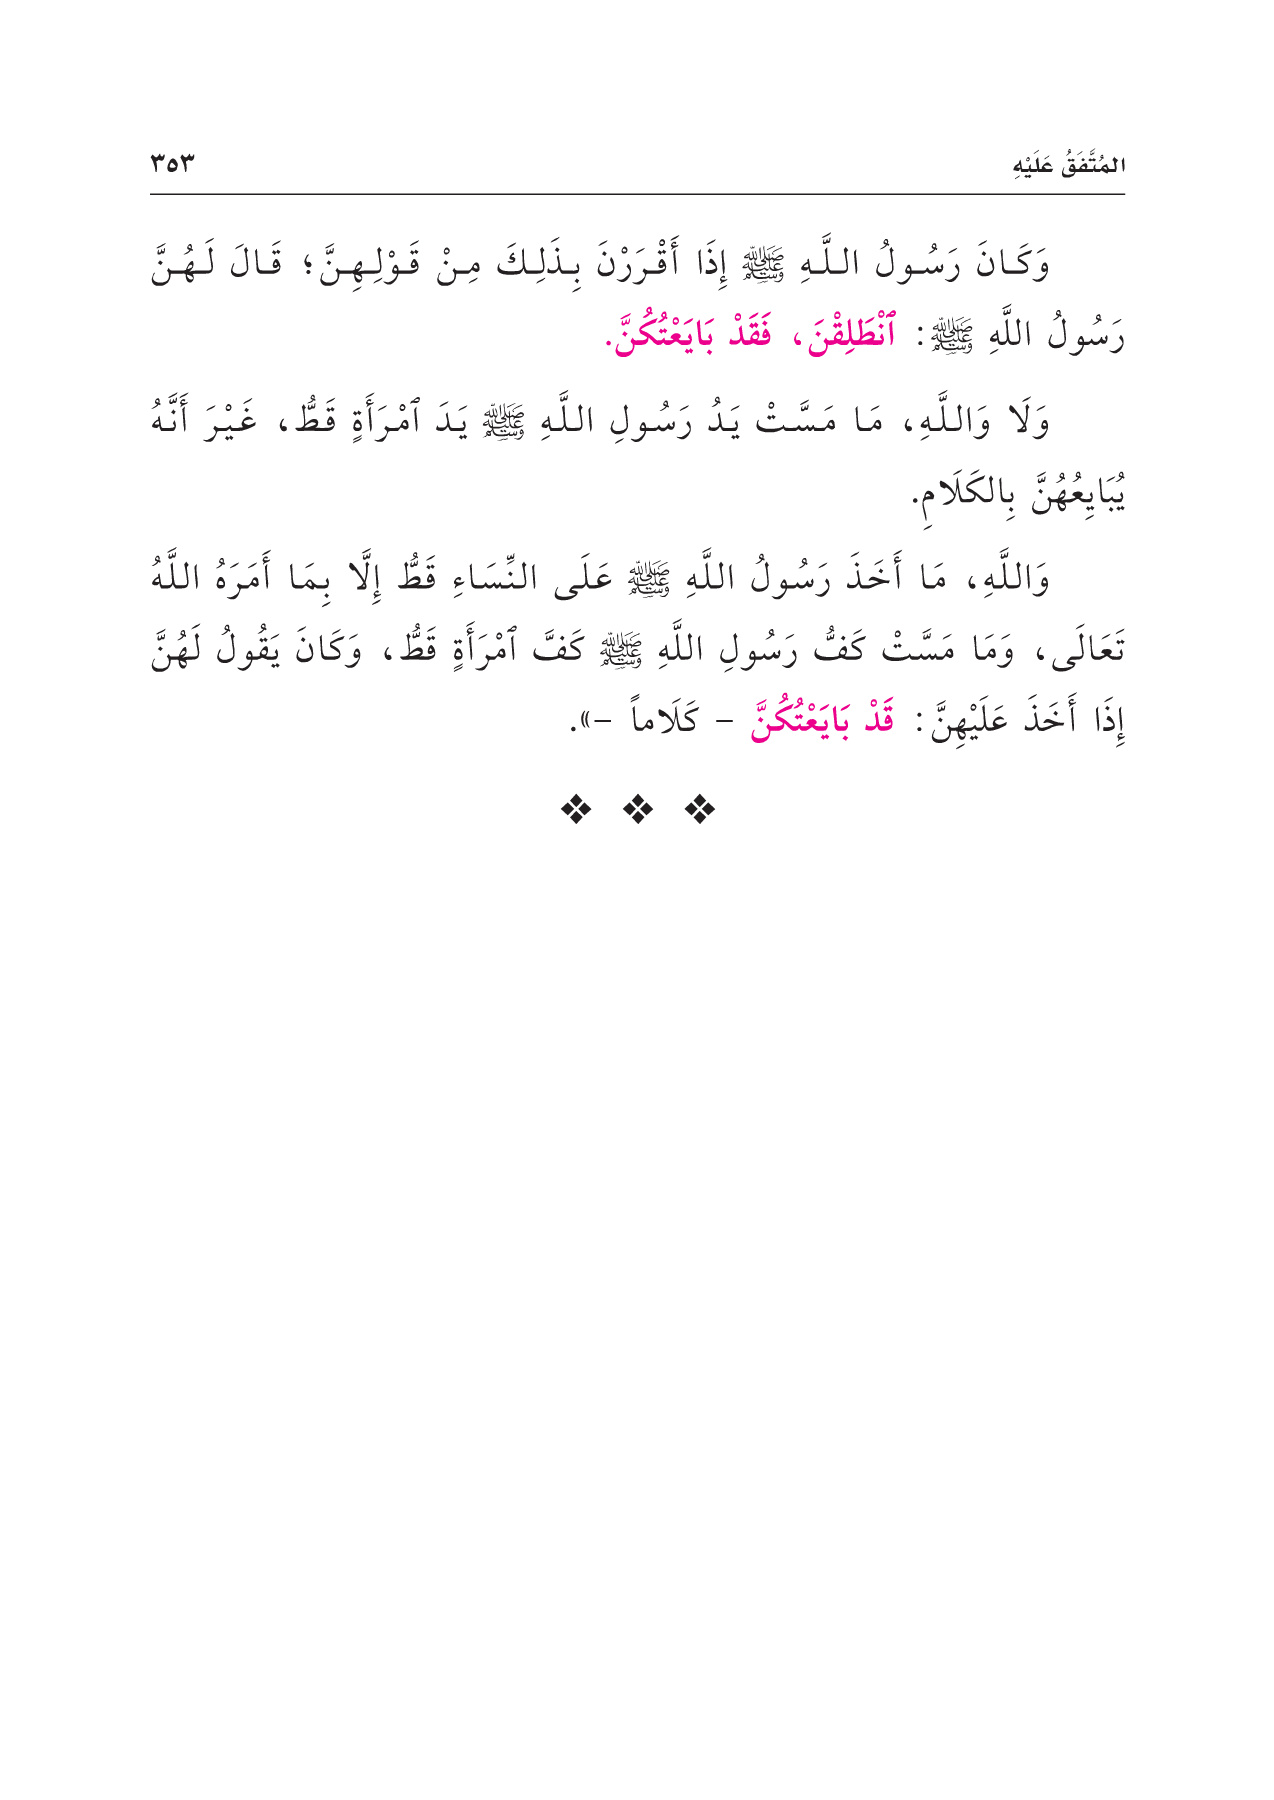 المُتَّفَقُ عَلَيْهِ ٣٥٣
وَكَانَ رَسُولُ اللَّهِ ﷺ إِذَا أَقْرَرْنَ بِذَلِكَ مِنْ قَوْلِهِنَّ؛ قَالَ لَهُنَّ
رَسُولُ اللَّهِ ﷺ: ٱنْطَلِقْنَ، فَقَدْ بَايَعْتُكُنَّ.
وَلَا وَاللَّهِ، مَا مَسَّتْ يَدُ رَسُولِ اللَّهِ ﷺ يَدَ ٱمْرَأَةٍ قَطُّ، غَيْرَ أَنَّهُ
يُبَايِعُهُنَّ بِالكَلَامِ.
وَاللَّهِ، مَا أَخَذَ رَسُولُ اللَّهِ ﷺ عَلَى النِّسَاءِ قَطُّ إِلَّا بِمَا أَمَرَهُ اللَّهُ
تَعَالَى، وَمَا مَسَّتْ كَفُّ رَسُولِ اللَّهِ ﷺ كَفَّ ٱمْرَأَةٍ قَطُّ، وَكَانَ يَقُولُ لَهُنَّ
إِذَا أَخَذَ عَلَيْهِنَّ: قَدْ بَايَعْتُكُنَّ – كَلَاماً –».